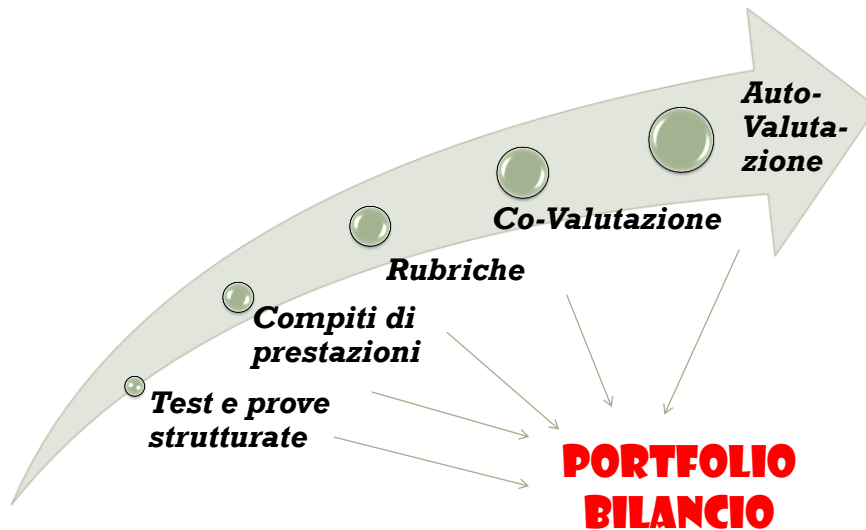 Auto-
Valuta-
zione
Co-Valutazione
Rubriche
Compiti di
prestazioni
Test e prove
strutturate
PORTFOLIO
BILANCIO